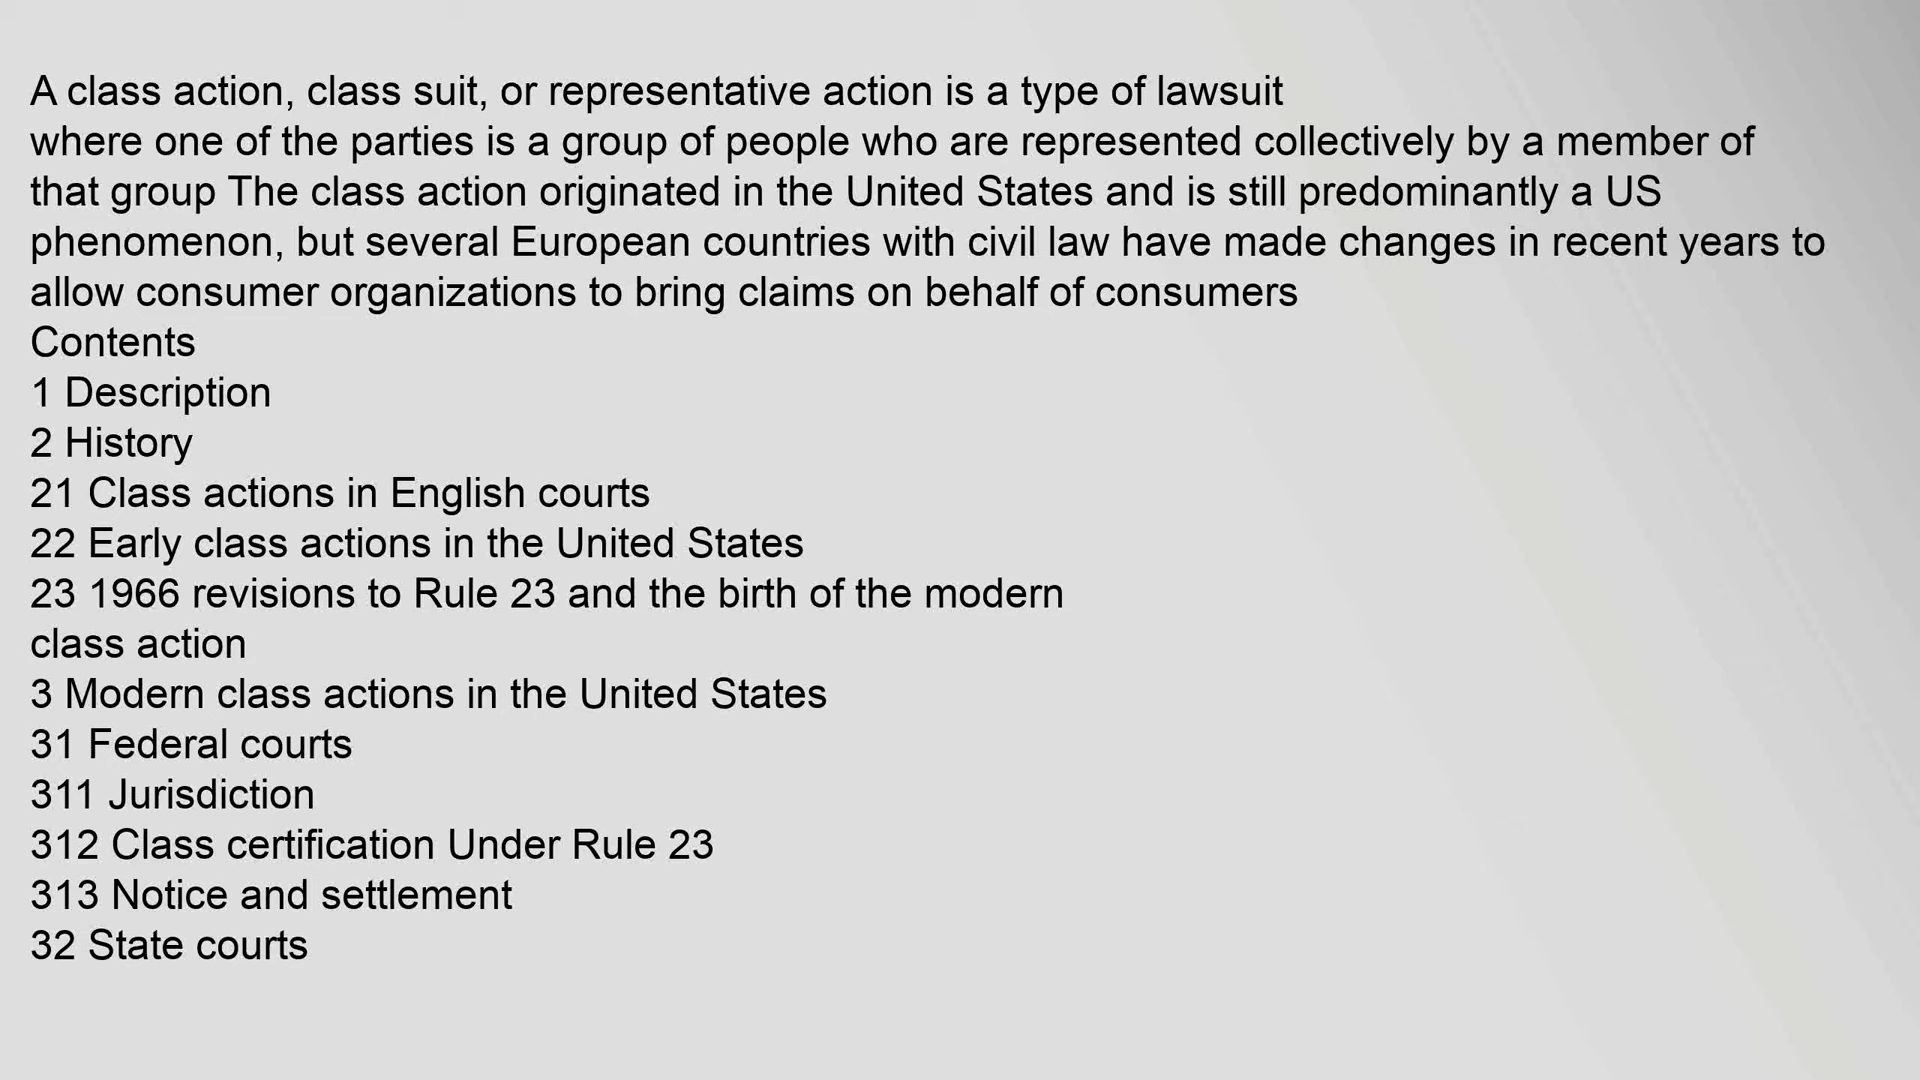 A class action, class suit, or representative action is a type of lawsuit
where one of the parties is a group of people who are represented collectively by a member of
that group The class action originated in the United States and is still predominantly a US
phenomenon, but several European countries with civil law have made changes in recent years to
allow consumer organizations to bring claims on behalf of consumers
Contents
1 Description
2 History
21 Class actions in English courts
22 Early class actions in the United States
23 1966 revisions to Rule 23 and the birth of the modern
class action
3 Modern class actions in the United States
31 Federal courts
311 Jurisdiction
312 Class certification Under Rule 23
313 Notice and settlement
32 State courts